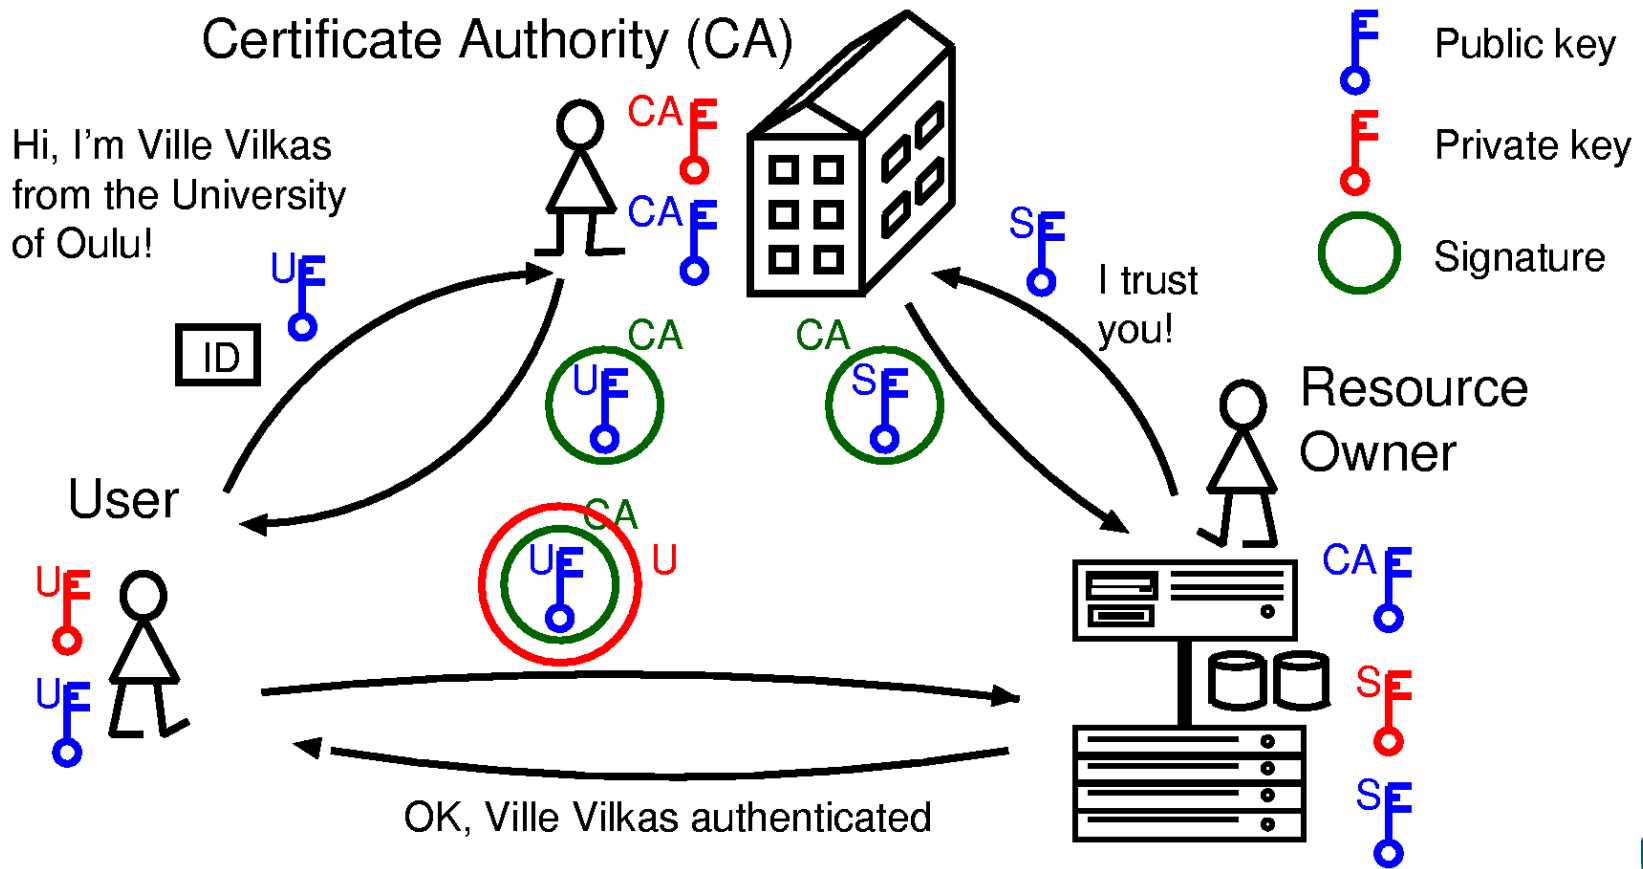 Certificate Authority (CA)
Public key
Private key
Signature
Hi, I'm Ville Vilkas
from the University
of Oulu!
CA
CA
U
ID
S
I trust
you!
CA
U
CA
S
Resource
Owner
User
CA
U
U
U
U
CA
S
S
OK, Ville Vilkas authenticated